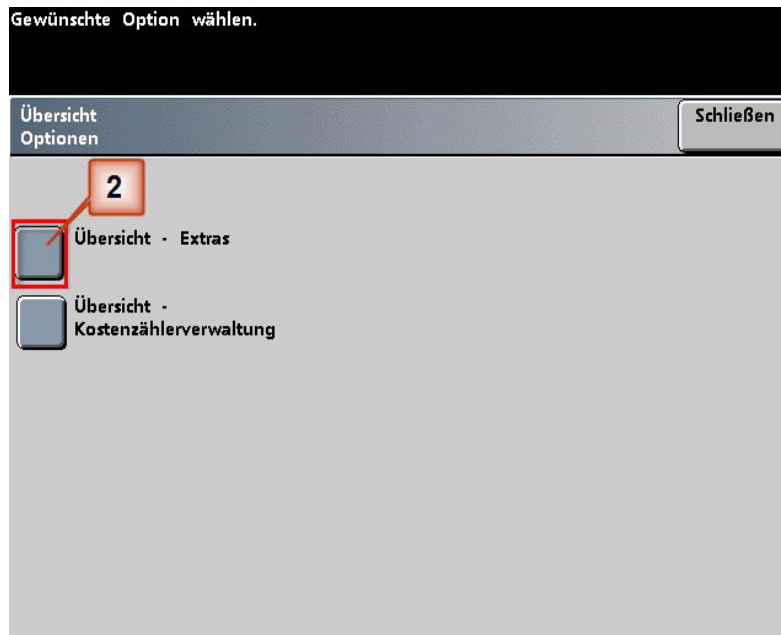 Gewünschte Option wählen.
Übersicht
Optionen
Schließen
2
Übersicht - Extras
Übersicht -
Kostenzählerverwaltung